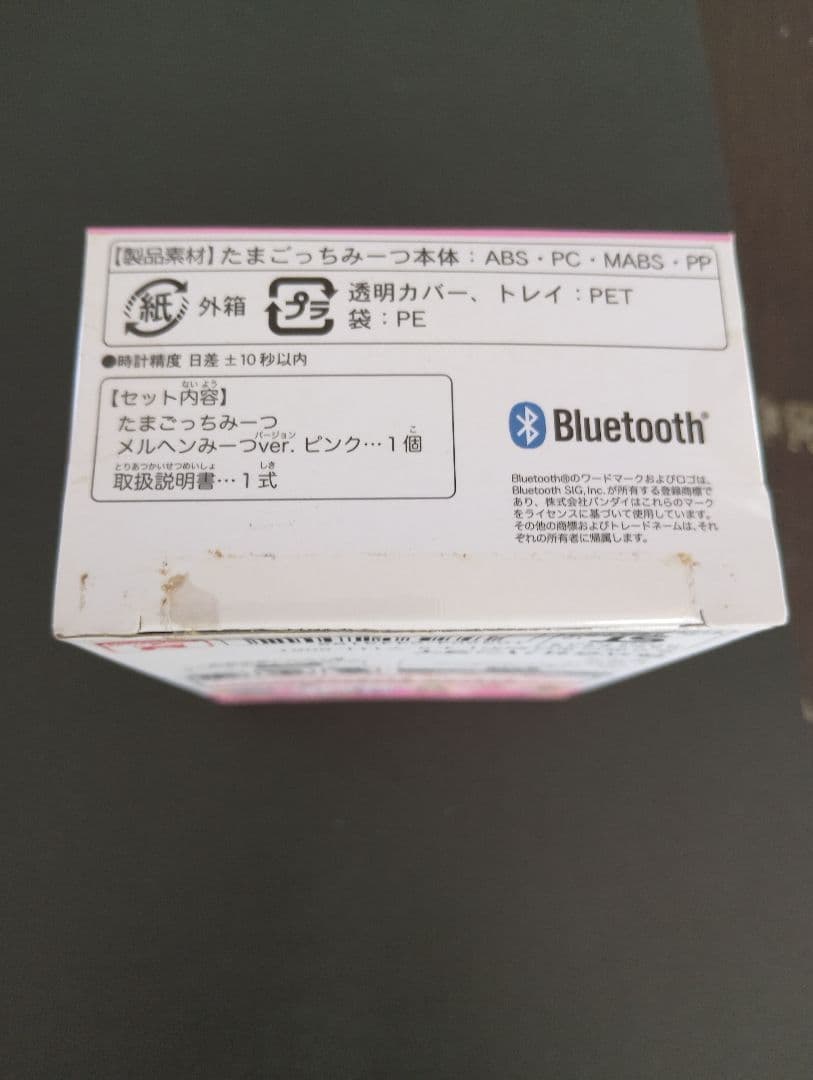 【製品素材】たまごっちみーつ本体：ABS・PC・MABS・PP
紙 外箱 プラ 透明カバー、トレイ：PET
袋：PE
●時計精度 日差 ±10秒以内
【セット内容】
ないよう
たまごっちみーつ
メルヘンみーつver. ピンク…1個
バージョン
こ
取扱説明書…1式
とりあつかいせつめいしょ
しき
Bluetooth®
Bluetooth®のワードマークおよびロゴは、
Bluetooth SIG, Inc. が所有する登録商標で
あり、株式会社バンダイはこれらのマーク
をライセンスに基づいて使用しています。
その他の商標およびトレードネームは、それ
ぞれの所有者に帰属します。